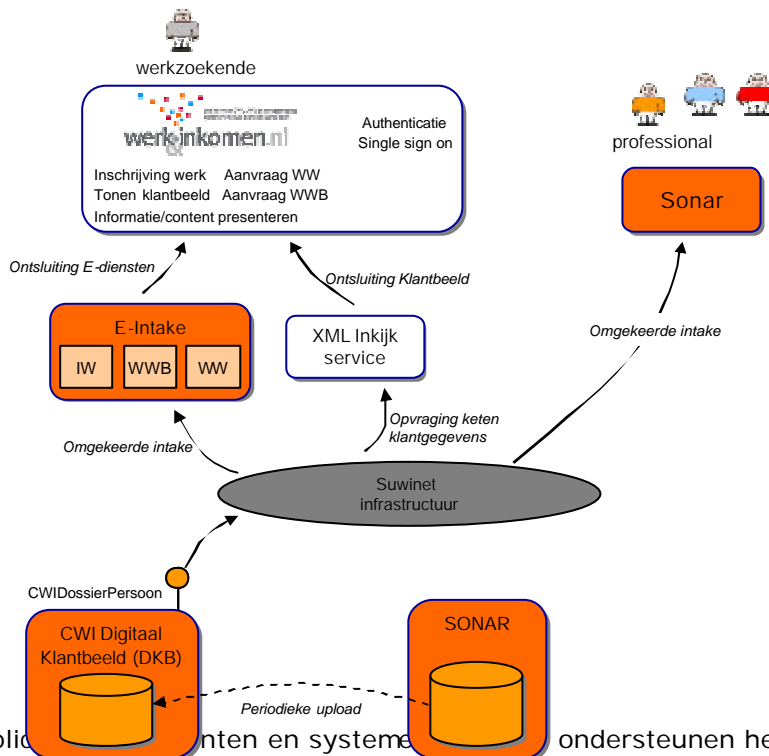 werkzoekende
werk&inkomen.nl
Authenticatie
Single sign on
Inschrijving werk Aanvraag WW
Tonen klantbeeld Aanvraag WWB
Informatie/content presenteren
professional
Sonar
Ontsluiting E-diensten
Ontsluiting Klantbeeld
E-Intake
IW WWB WW
XML Inkijk
service
Omgekeerde intake
Omgekeerde intake
Opvraging keten
klantgegevens
Suwinet
infrastructuur
CWIDossierPersoon
CWI Digitaal
Klantbeeld (DKB)
SONAR
Periodieke upload
nten en systeme ondersteunen he